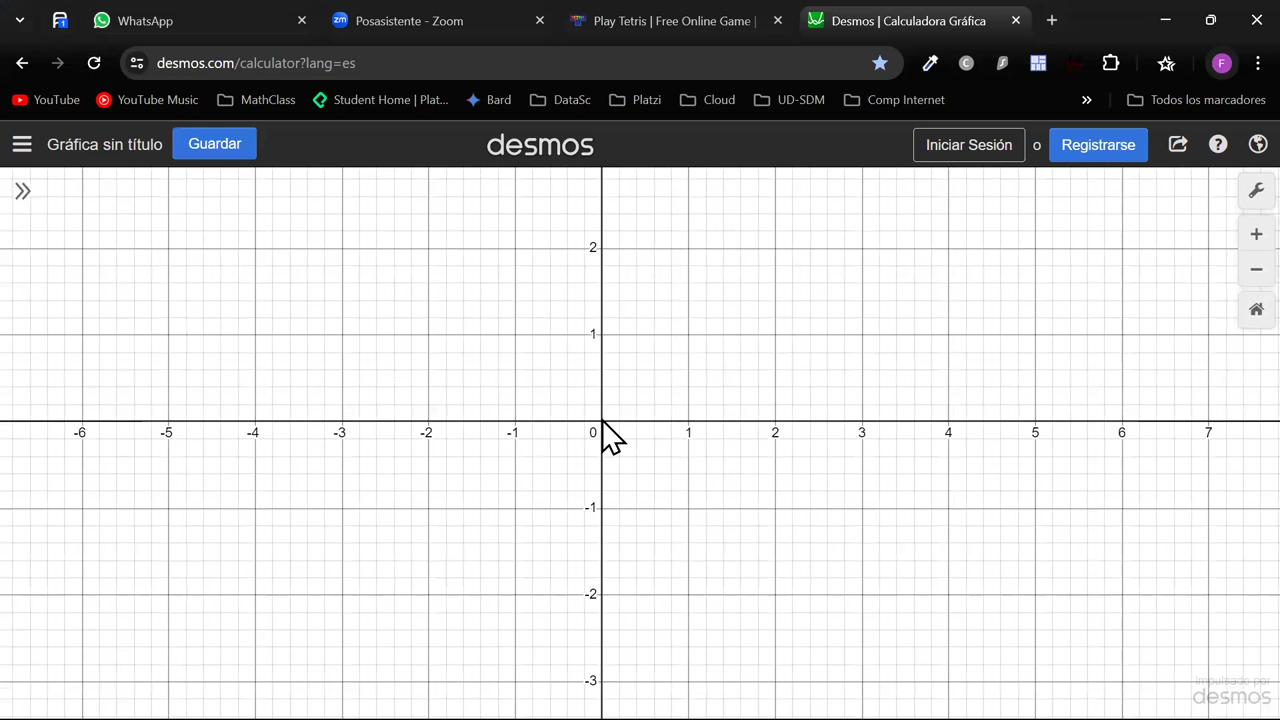 WhatsApp
zm Posasistente - Zoom
Play Tetris | Free Online Game |
Desmos | Calculadora Gráfica
desmos.com/calculator?lang=es
F
YouTube
YouTube Music
MathClass
Student Home | Plat...
Bard
DataSc
Platzi
Cloud
UD-SDM
Comp Internet
Todos los marcadores
Gráfica sin título
Guardar
desmos
Iniciar Sesión
o
Registrarse
2
1
-6 -5 -4 -3 -2 -1 0 1 2 3 4 5 6 7
-1
-2
-3
impulsado por
desmos